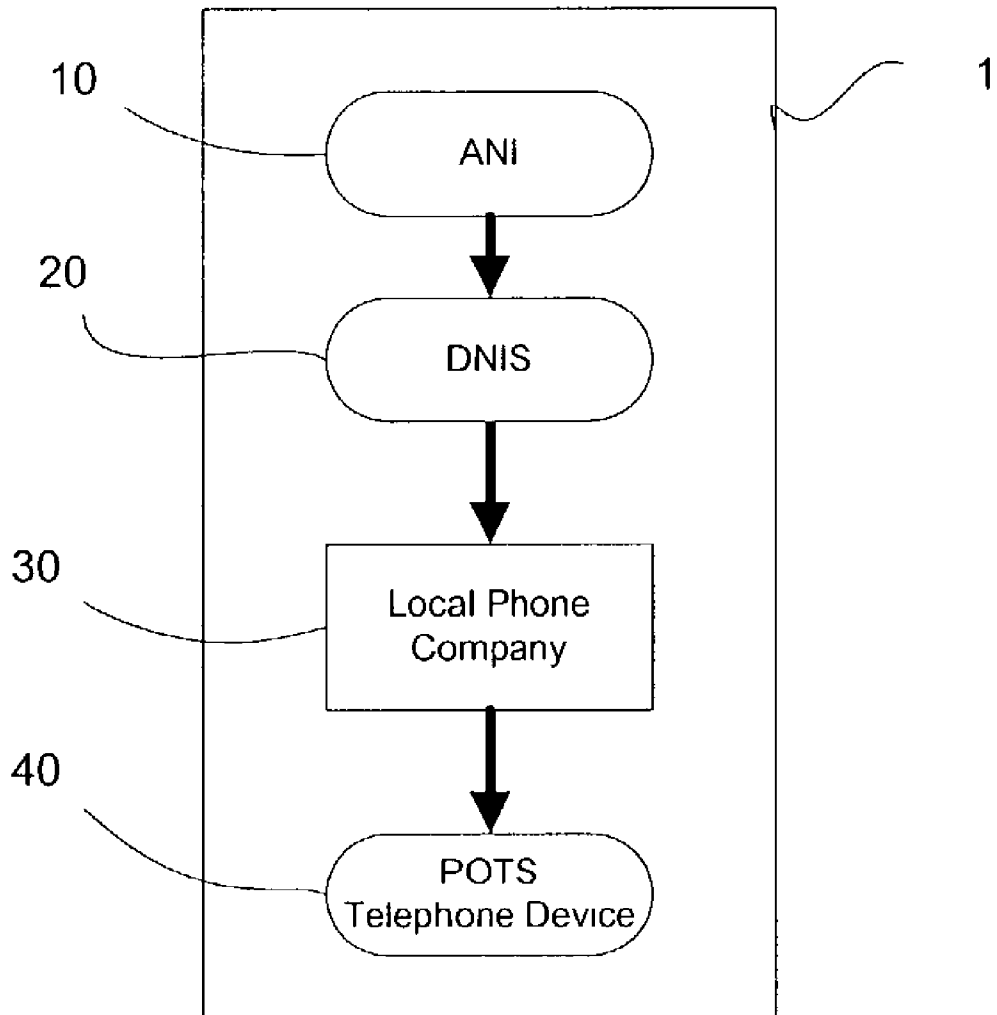 10
1
ANI
20
DNIS
30
Local Phone
Company
40
POTS
Telephone Device